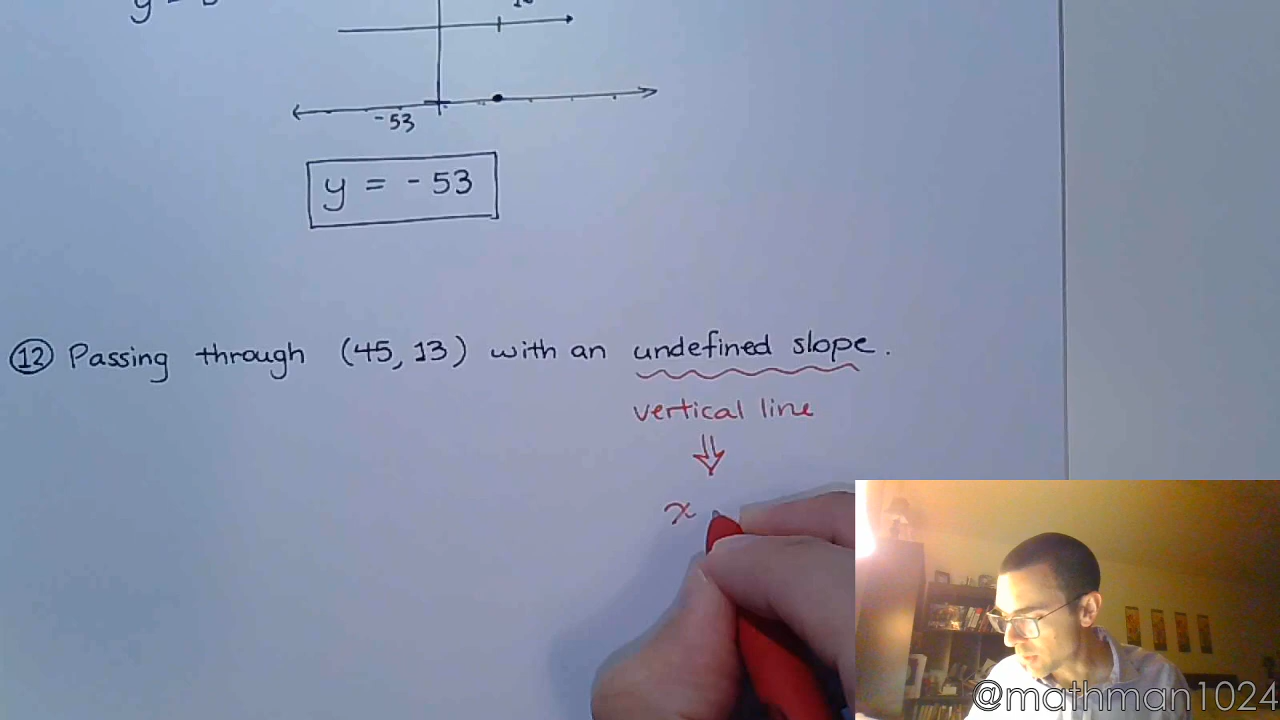 -53
y = -53
12 Passing through (45, 13) with an undefined slope.
vertical line
x
@mathman1024